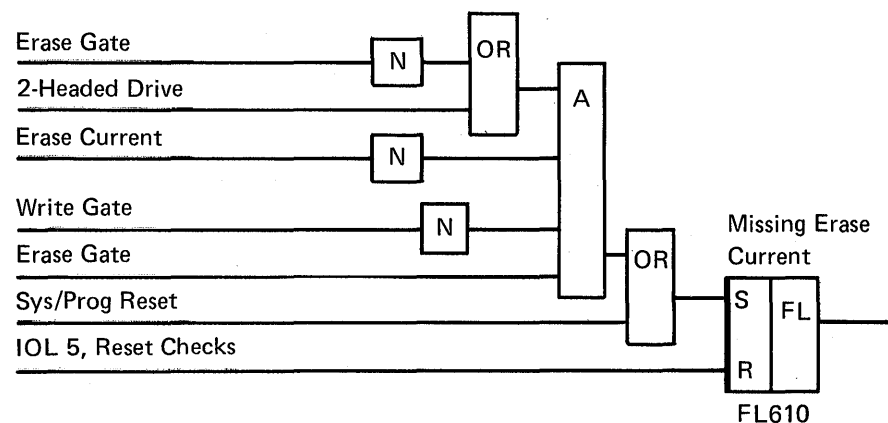 Erase Gate
N
OR
2-Headed Drive
A
Erase Current
N
Write Gate
N
Erase Gate
OR
Missing Erase
Current
Sys/Prog Reset
S
FL
IOL 5, Reset Checks
R
FL610